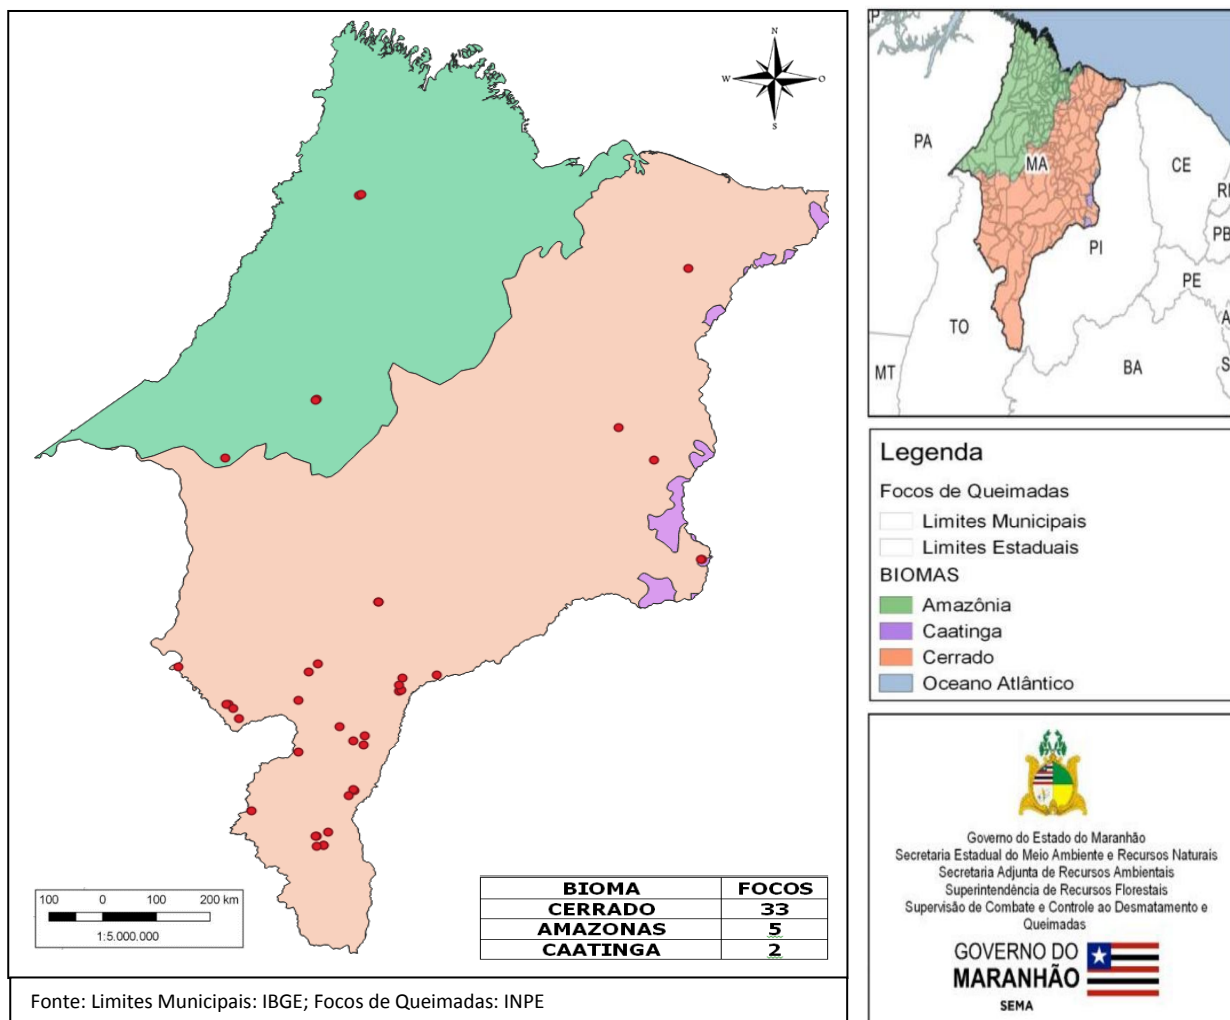 N
W
O
S
100 0 100 200 km
1:5.000.000
BIOMA FOCOS
CERRADO 33
AMAZONAS 5
CAATINGA 2
Fonte: Limites Municipais: IBGE; Focos de Queimadas: INPE
PA
MA
CE
PB
PI
PE
TO
BA
MT
Legenda
Focos de Queimadas
Limites Municipais
Limites Estaduais
BIOMAS
Amazônia
Caatinga
Cerrado
Oceano Atlântico
Governo do Estado do Maranhão
Secretaria Estadual do Meio Ambiente e Recursos Naturais
Secretaria Adjunta de Recursos Ambientais
Superintendência de Recursos Florestais
Supervisão de Combate e Controle ao Desmatamento e
Queimadas
GOVERNO DO
MARANHÃO
SEMA